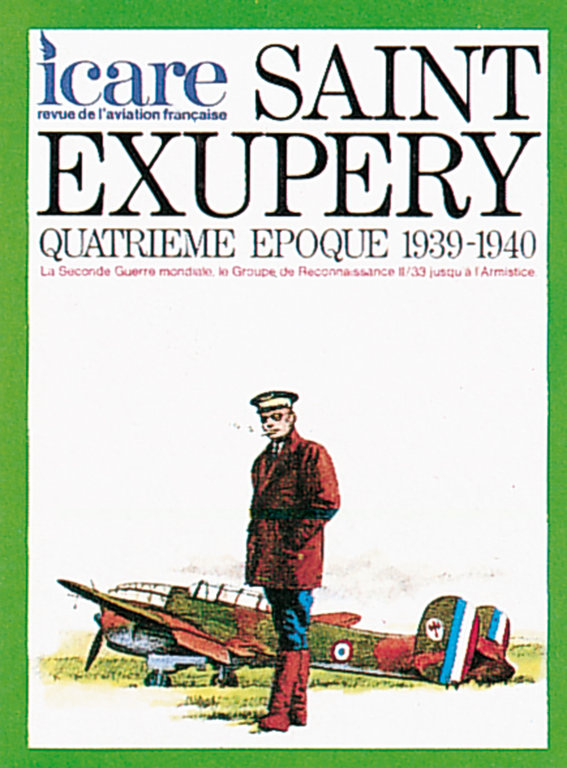 icare
revue de l'aviation française
SAINT
EXUPERY
QUATRIEME EPOQUE 1939-1940
La Seconde Guerre mondiale, le Groupe de Reconnaissance II/33 jusqu'à l'Armistice.